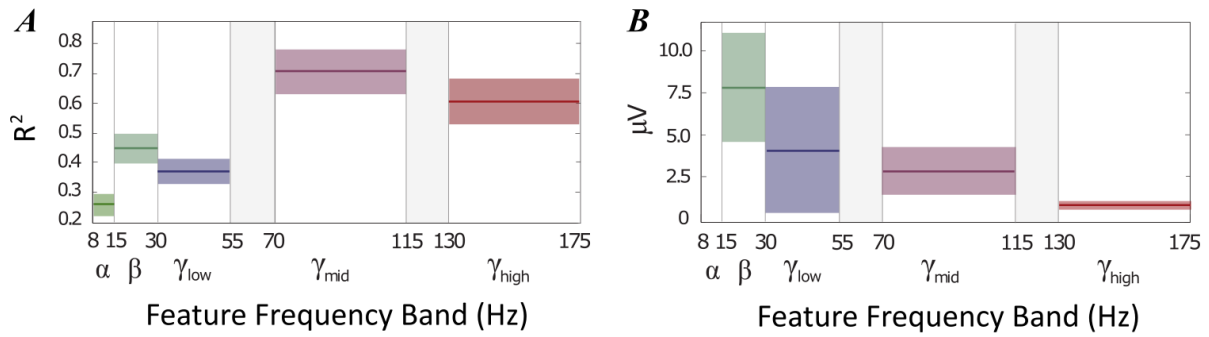 A
0.8
0.7
0.6
0.5
0.4
0.3
0.2
R²
8 15 30 55 70 115 130 175
α β γlow γmid γhigh
Feature Frequency Band (Hz)
B
10.0
7.5
5.0
2.5
0
μV
8 15 30 55 70 115 130 175
α β γlow γmid γhigh
Feature Frequency Band (Hz)